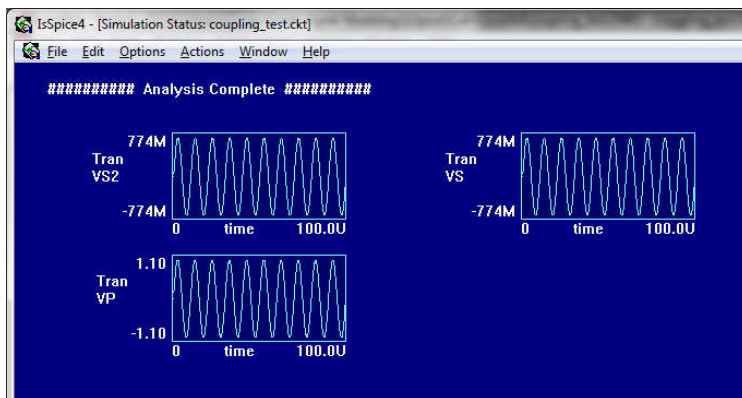 IsSpice4 - [Simulation Status: coupling_test.ckt]
File Edit Options Actions Window Help
########## Analysis Complete ##########
774M
Tran
VS2
-774M
0 time 100.0U
774M
Tran
VS
-774M
0 time 100.0U
1.10
Tran
VP
-1.10
0 time 100.0U